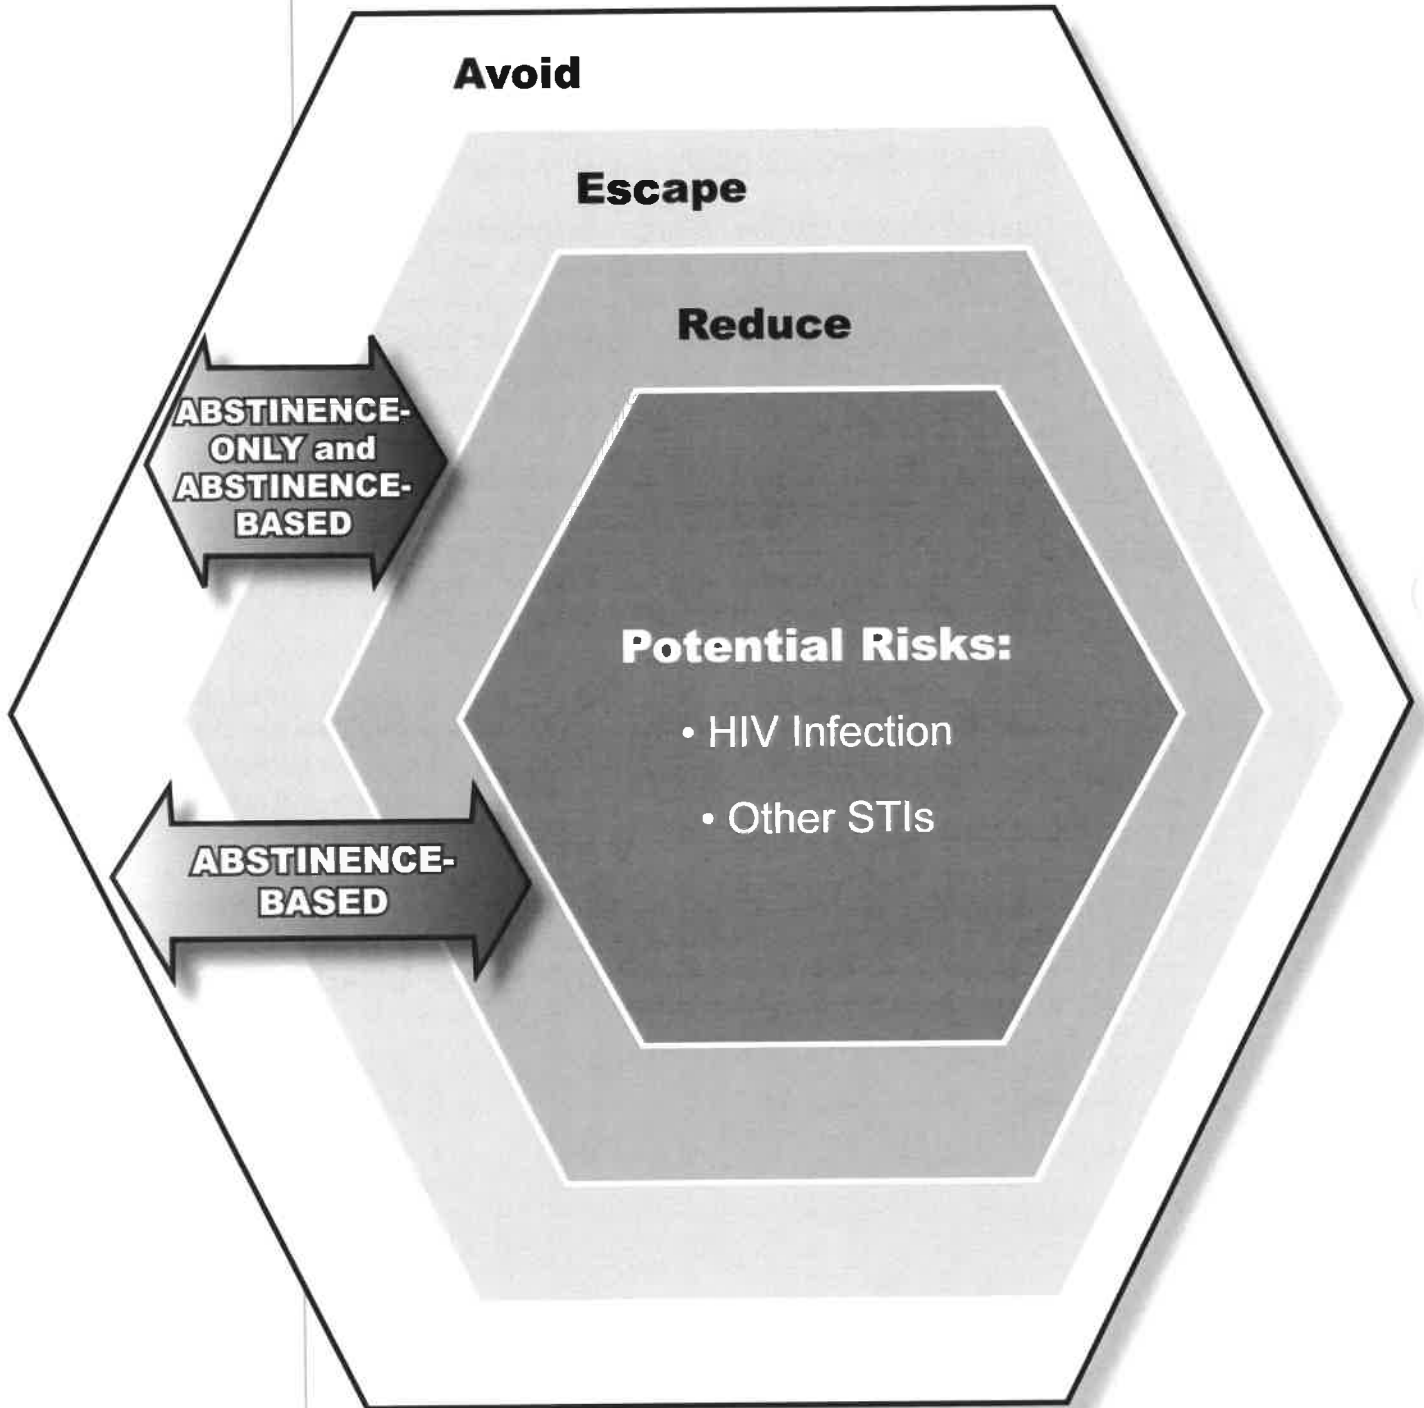 Avoid
Escape
Reduce
ABSTINENCE-
ONLY and
ABSTINENCE-
BASED
Potential Risks:
• HIV Infection
• Other STIs
ABSTINENCE-
BASED